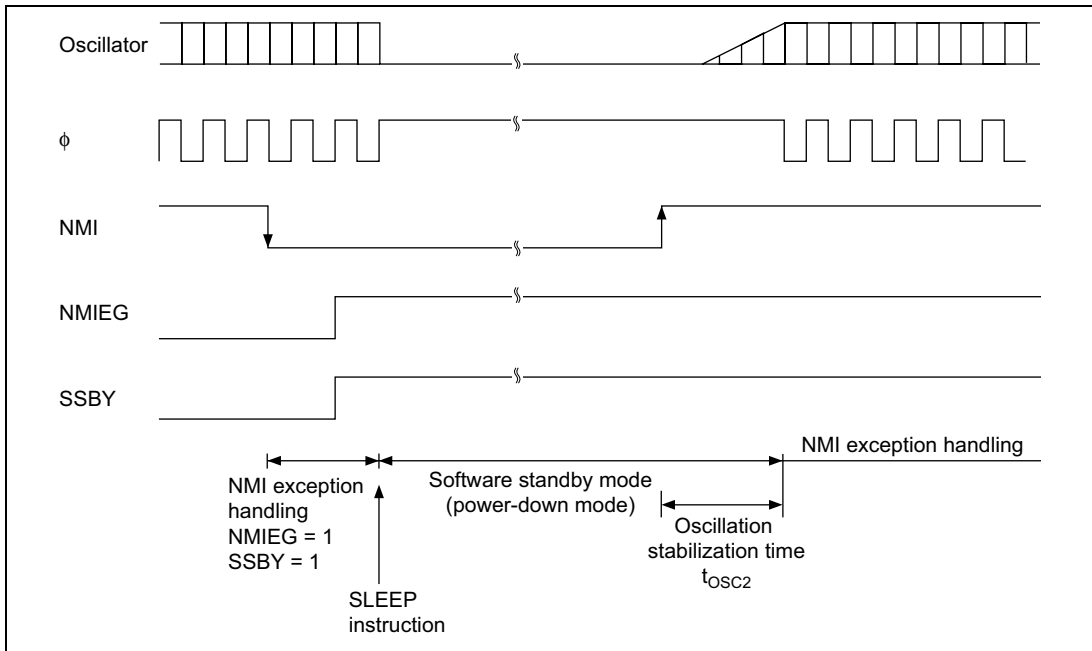 Oscillator
ϕ
NMI
NMIEG
SSBY
NMI exception
handling
NMIEG = 1
SSBY = 1
SLEEP
instruction
Software standby mode
(power-down mode)
Oscillation
stabilization time
tOSC2
NMI exception handling